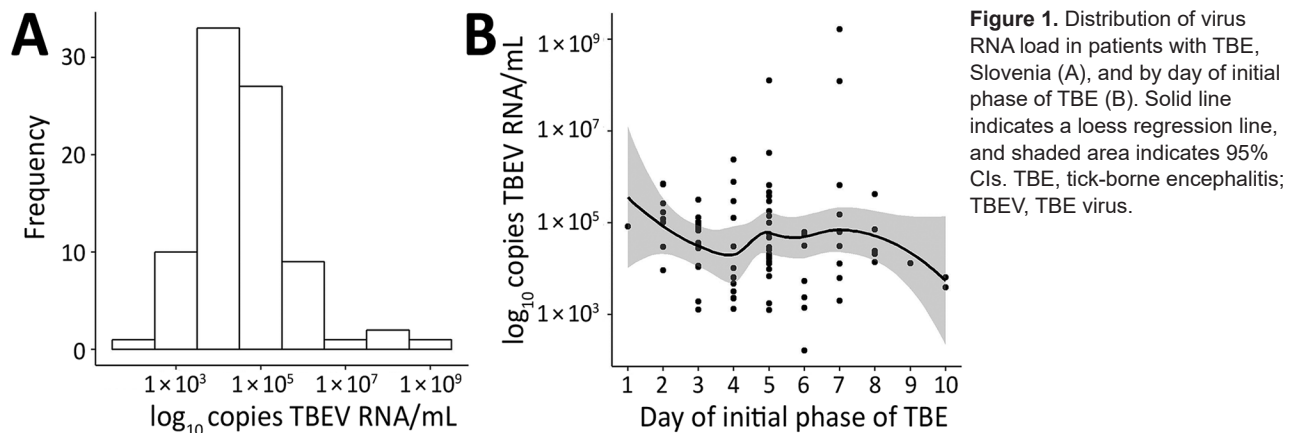 A
Frequency
30
20
10
0
1×10³
1×10⁵
1×10⁷
1×10⁹
log₁₀ copies TBEV RNA/mL
B
log₁₀ copies TBEV RNA/mL
1×10⁹
1×10⁷
1×10⁵
1×10³
1 2 3 4 5 6 7 8 9 10
Day of initial phase of TBE
Figure 1. Distribution of virus
RNA load in patients with TBE,
Slovenia (A), and by day of initial
phase of TBE (B). Solid line
indicates a loess regression line,
and shaded area indicates 95%
CIs. TBE, tick-borne encephalitis;
TBEV, TBE virus.